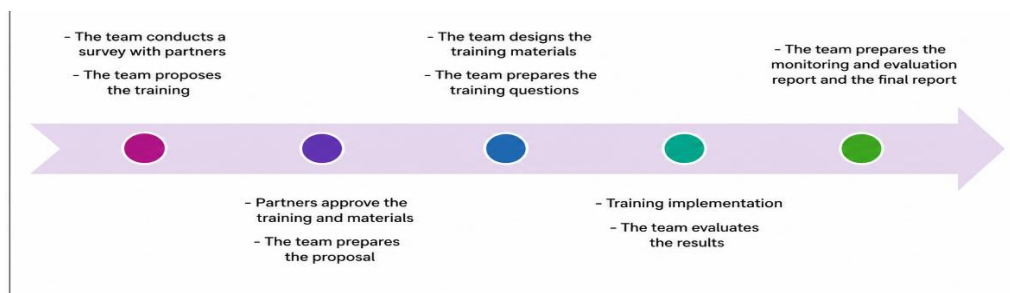 – The team conducts a
survey with partners
– The team proposes
the training
– Partners approve the
training and materials
– The team prepares
the proposal
– The team designs the
training materials
– The team prepares the
training questions
– Training implementation
– The team evaluates
the results
– The team prepares the
monitoring and evaluation
report and the final report